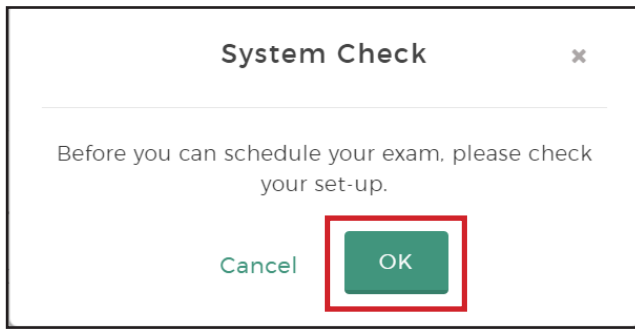 System Check ×
Before you can schedule your exam, please check
your set-up.
Cancel OK